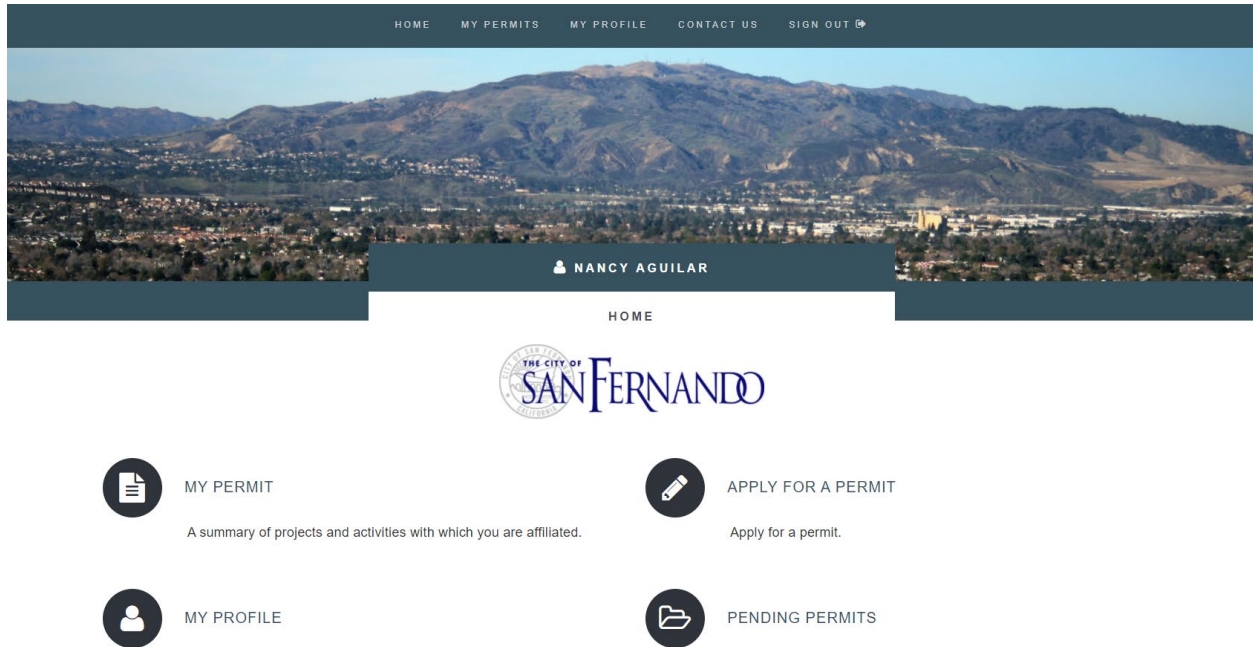 HOME MY PERMITS MY PROFILE CONTACT US SIGN OUT
NANCY AGUILAR
HOME
THE CITY OF
SAN FERNANDO
CALIFORNIA
MY PERMIT
A summary of projects and activities with which you are affiliated.
APPLY FOR A PERMIT
Apply for a permit.
MY PROFILE
PENDING PERMITS